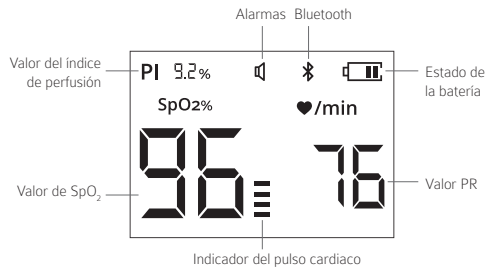 Alarmas Bluetooth
Valor del índice
de perfusión
PI 9.2%
Estado de
la batería
SpO2%
♥/min
96
76
Valor de SpO₂
Valor PR
Indicador del pulso cardiaco